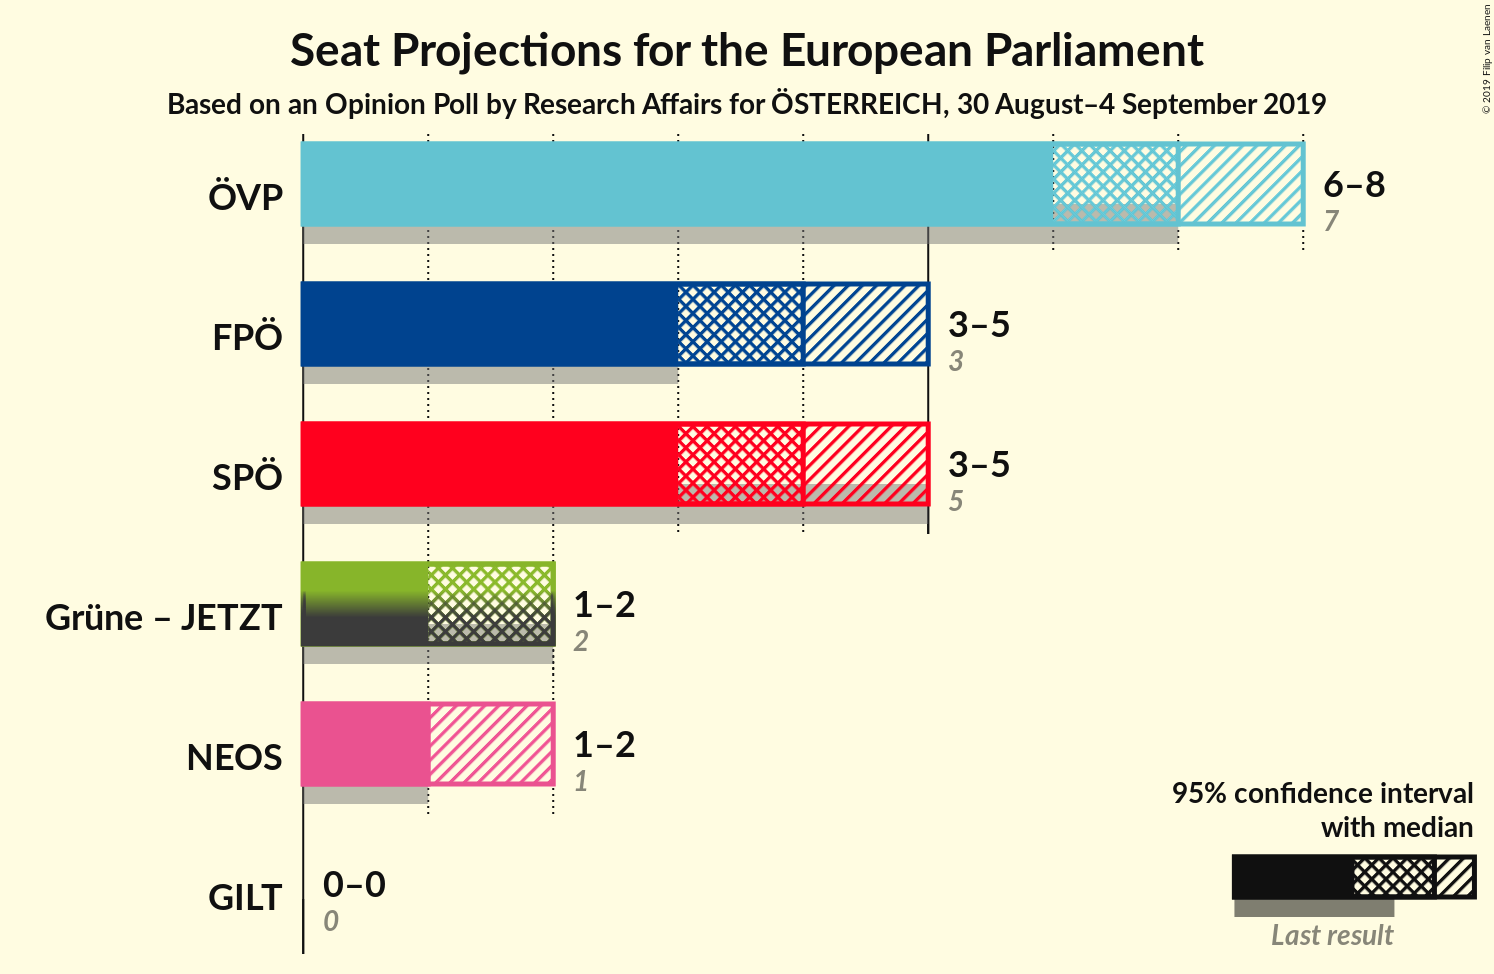 Seat Projections for the European Parliament
Based on an Opinion Poll by Research Affairs for ÖSTERREICH, 30 August–4 September 2019
© 2019 Filip van Laenen
ÖVP
6–8
7
FPÖ
3–5
3
SPÖ
3–5
5
Grüne – JETZT
1–2
2
NEOS
1–2
1
GILT
0–0
0
95% confidence interval
with median
Last result